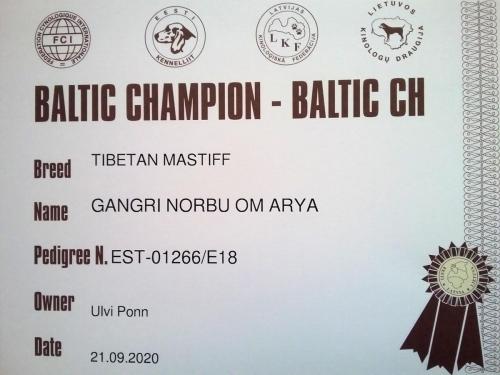 FEDERATION CYNOLOGIQUE INTERNATIONALE
FCI
EESTI
KENNELLIIT
LATVIJAS
LKF
KINOLOĢISKĀ FEDERĀCIJA
LIETUVOS
KINOLOGŲ DRAUGIJA
BALTIC CHAMPION - BALTIC CH
Breed TIBETAN MASTIFF
Name GANGRI NORBU OM ARYA
Pedigree N. EST-01266/E18
Owner Ulvi Ponn
Date 21.09.2020